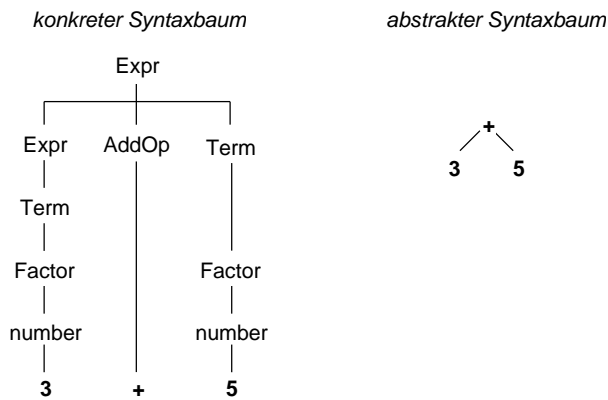 konkreter Syntaxbaum
abstrakter Syntaxbaum
Expr
Expr AddOp Term
Term
Factor Factor
number number
3 + 5
+
3 5